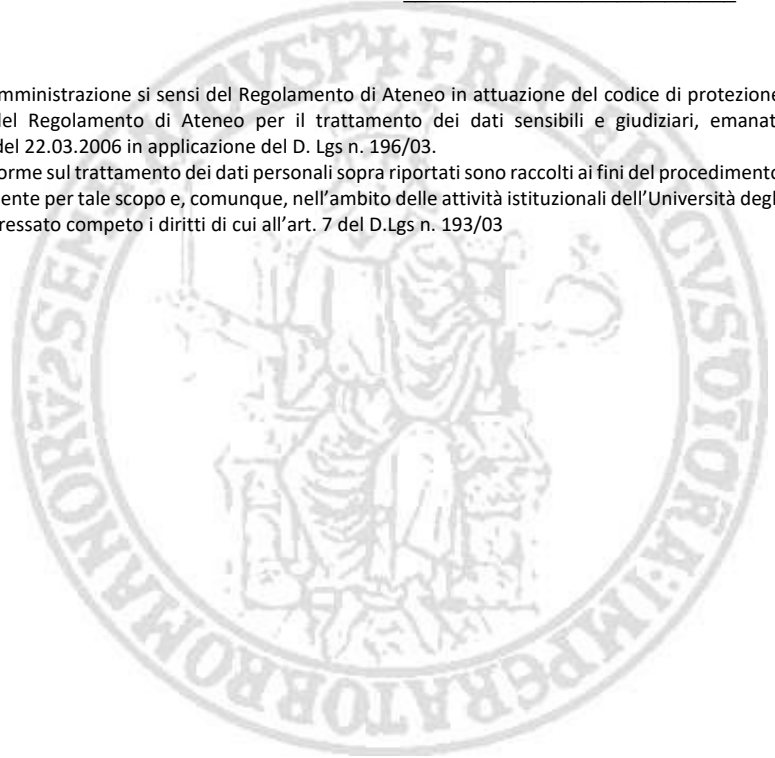 mministrazione si sensi del Regolamento di Ateneo in attuazione del codice di protezione
del Regolamento di Ateneo per il trattamento dei dati sensibili e giudiziari, emanat
del 22.03.2006 in applicazione del D. Lgs n. 196/03.
orme sul trattamento dei dati personali sopra riportati sono raccolti ai fini del procedimento
ente per tale scopo e, comunque, nell’ambito delle attività istituzionali dell’Università degl
ressato competo i diritti di cui all’art. 7 del D.Lgs n. 193/03
IMPERATOR ROMANORV